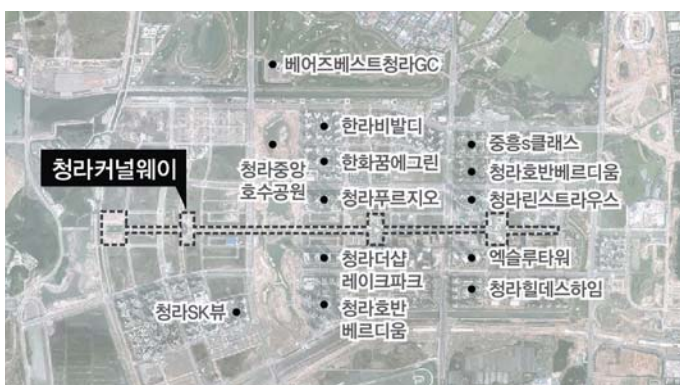 베어즈베스트청라GC
한라비발디
한화꿈에그린
청라푸르지오
중흥s클래스
청라호반베르디움
청라린스트라우스
청라중앙
호수공원
청라커널웨이
청라더샵
레이크파크
청라호반
베르디움
엑슬루타워
청라힐데스하임
청라SK뷰